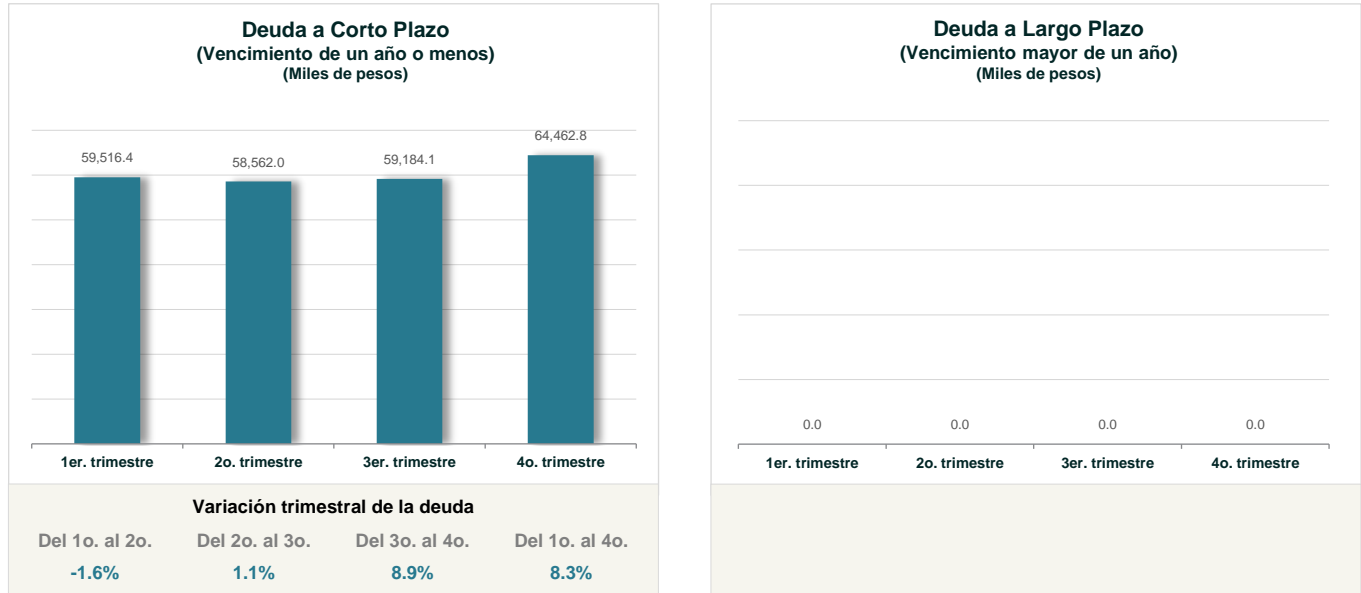 Deuda a Corto Plazo
(Vencimiento de un año o menos)
(Miles de pesos)
59,516.4
58,562.0
59,184.1
64,462.8
1er. trimestre 2o. trimestre 3er. trimestre 4o. trimestre
Variación trimestral de la deuda
Del 1o. al 2o. Del 2o. al 3o. Del 3o. al 4o. Del 1o. al 4o.
-1.6% 1.1% 8.9% 8.3%
Deuda a Largo Plazo
(Vencimiento mayor de un año)
(Miles de pesos)
0.0 0.0 0.0 0.0
1er. trimestre 2o. trimestre 3er. trimestre 4o. trimestre